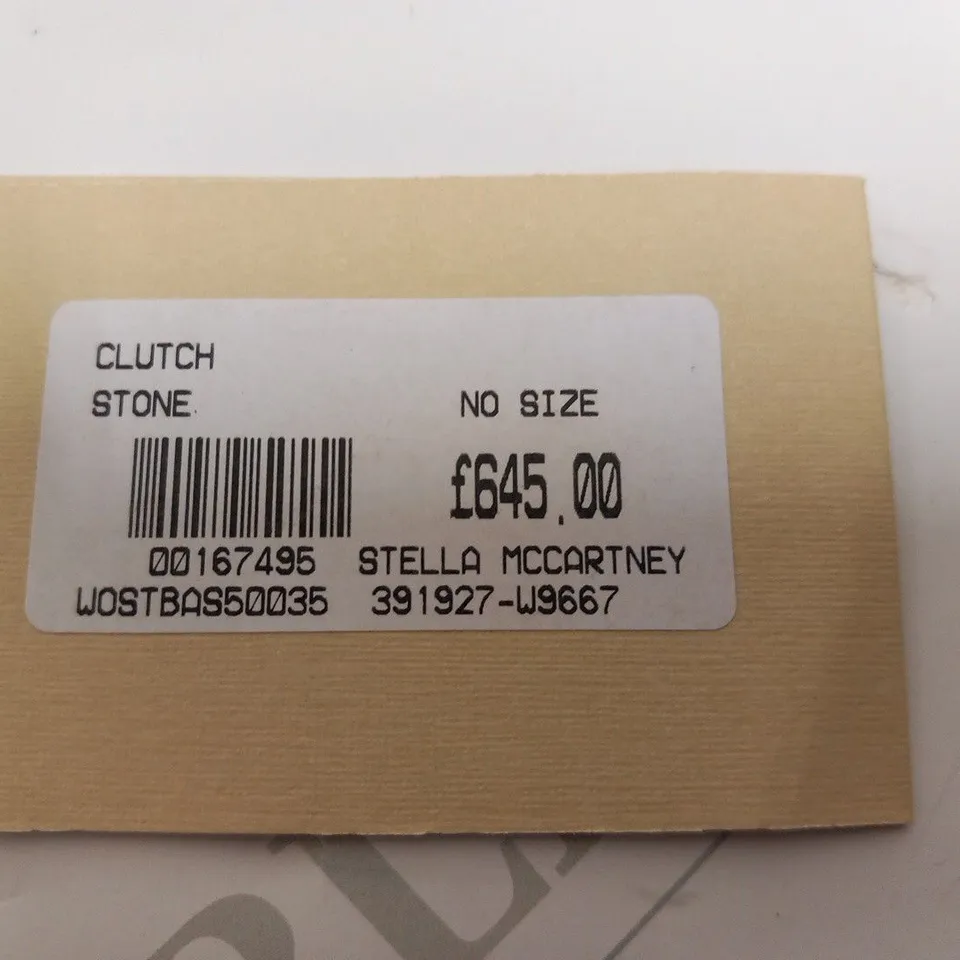 CLUTCH
STONE NO SIZE
£645.00
00167495 STELLA MCCARTNEY
WOSTBAS50035 391927-W9667